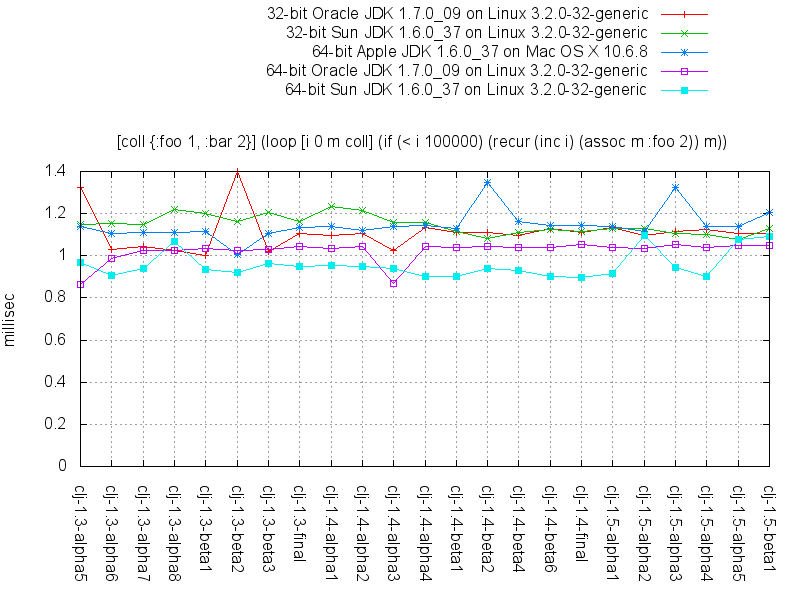 32-bit Oracle JDK 1.7.0_09 on Linux 3.2.0-32-generic
32-bit Sun JDK 1.6.0_37 on Linux 3.2.0-32-generic
64-bit Apple JDK 1.6.0_37 on Mac OS X 10.6.8
64-bit Oracle JDK 1.7.0_09 on Linux 3.2.0-32-generic
64-bit Sun JDK 1.6.0_37 on Linux 3.2.0-32-generic
[coll {:foo 1, :bar 2}] (loop [i 0 m coll] (if (< i 100000) (recur (inc i) (assoc m :foo 2)) m))
1.4
1.2
1
0.8
0.6
0.4
0.2
0
millisec
clj-1.3-alpha5
clj-1.3-alpha6
clj-1.3-alpha7
clj-1.3-alpha8
clj-1.3-beta1
clj-1.3-beta2
clj-1.3-beta3
clj-1.3-final
clj-1.4-alpha1
clj-1.4-alpha2
clj-1.4-alpha3
clj-1.4-alpha4
clj-1.4-beta1
clj-1.4-beta2
clj-1.4-beta4
clj-1.4-beta6
clj-1.4-final
clj-1.5-alpha1
clj-1.5-alpha2
clj-1.5-alpha3
clj-1.5-alpha4
clj-1.5-alpha5
clj-1.5-beta1